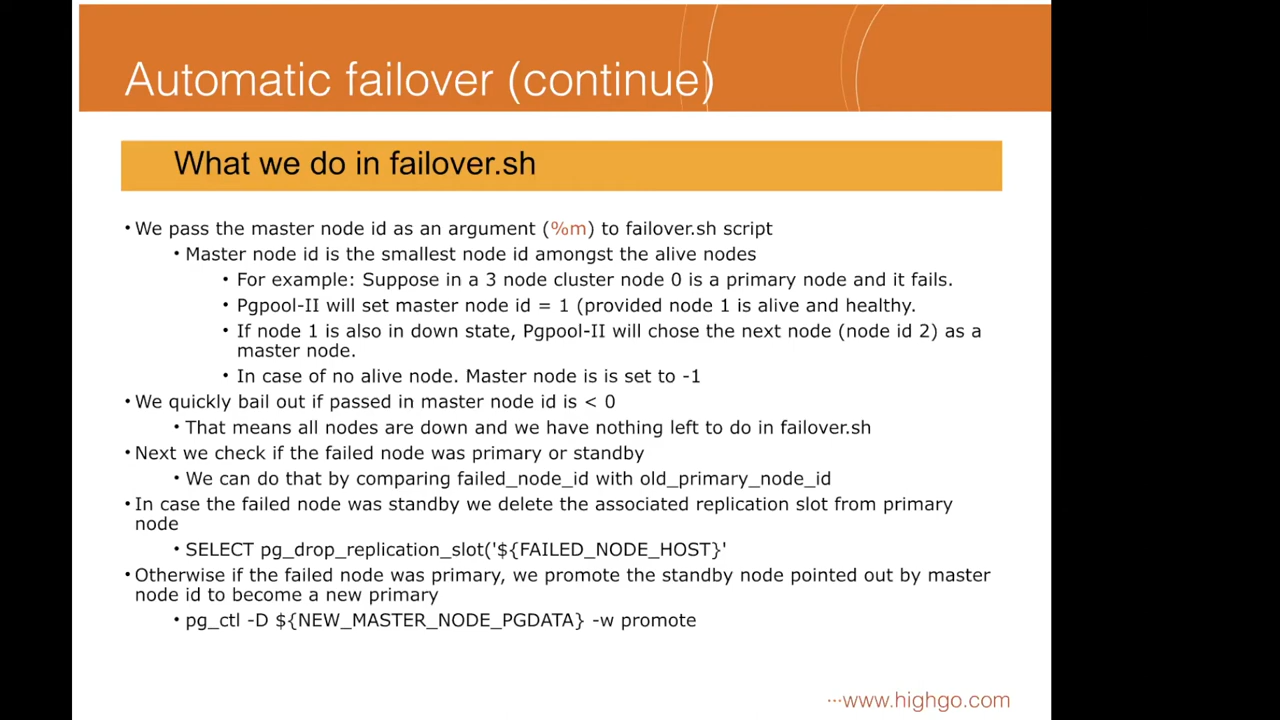 Automatic failover (continue)
What we do in failover.sh
• We pass the master node id as an argument (%m) to failover.sh script
• Master node id is the smallest node id amongst the alive nodes
• For example: Suppose in a 3 node cluster node 0 is a primary node and it fails.
• Pgpool-II will set master node id = 1 (provided node 1 is alive and healthy.
• If node 1 is also in down state, Pgpool-II will chose the next node (node id 2) as a
master node.
• In case of no alive node. Master node is is set to -1
• We quickly bail out if passed in master node id is < 0
• That means all nodes are down and we have nothing left to do in failover.sh
• Next we check if the failed node was primary or standby
• We can do that by comparing failed_node_id with old_primary_node_id
• In case the failed node was standby we delete the associated replication slot from primary
node
• SELECT pg_drop_replication_slot('${FAILED_NODE_HOST}'
• Otherwise if the failed node was primary, we promote the standby node pointed out by master
node id to become a new primary
• pg_ctl -D ${NEW_MASTER_NODE_PGDATA} -w promote
···www.highgo.com